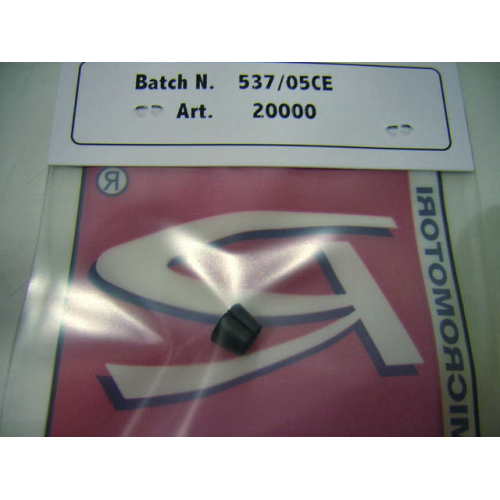 Batch N. 537/05CE
Art. 20000
®
MICROMOTORI